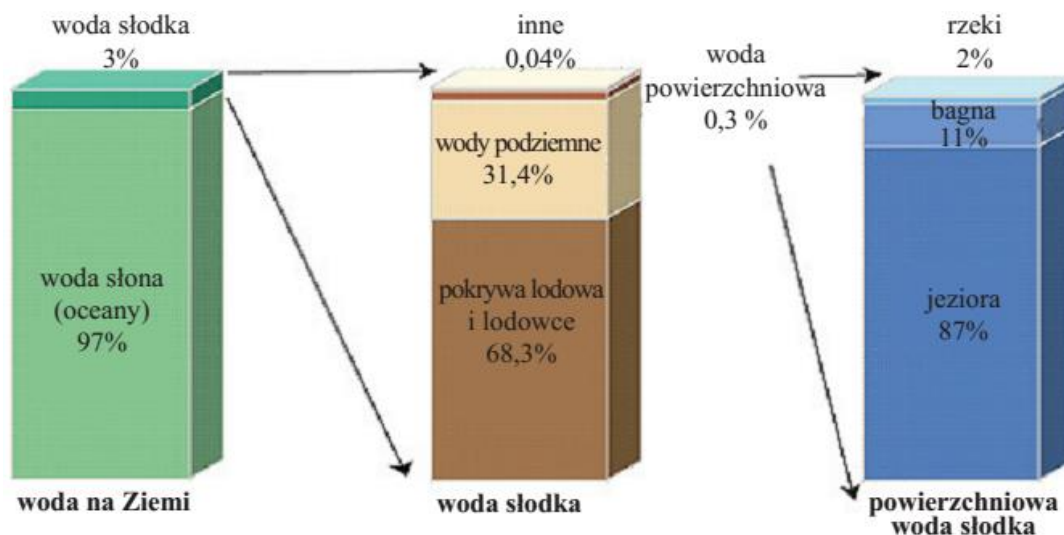 woda słodka
3%
woda słona
(oceany)
97%
woda na Ziemi
inne
0,04%
wody podziemne
31,4%
pokrywa lodowa
i lodowce
68,3%
woda słodka
woda
powierzchniowa
0,3 %
rzeki
2%
bagna
11%
jeziora
87%
powierzchniowa
woda słodka